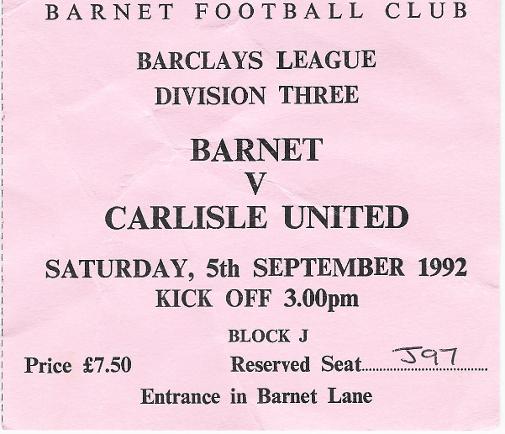 BARNET FOOTBALL CLUB
BARCLAYS LEAGUE
DIVISION THREE
BARNET
V
CARLISLE UNITED
SATURDAY, 5th SEPTEMBER 1992
KICK OFF 3.00pm
BLOCK J
Price £7.50 Reserved Seat J97
Entrance in Barnet Lane